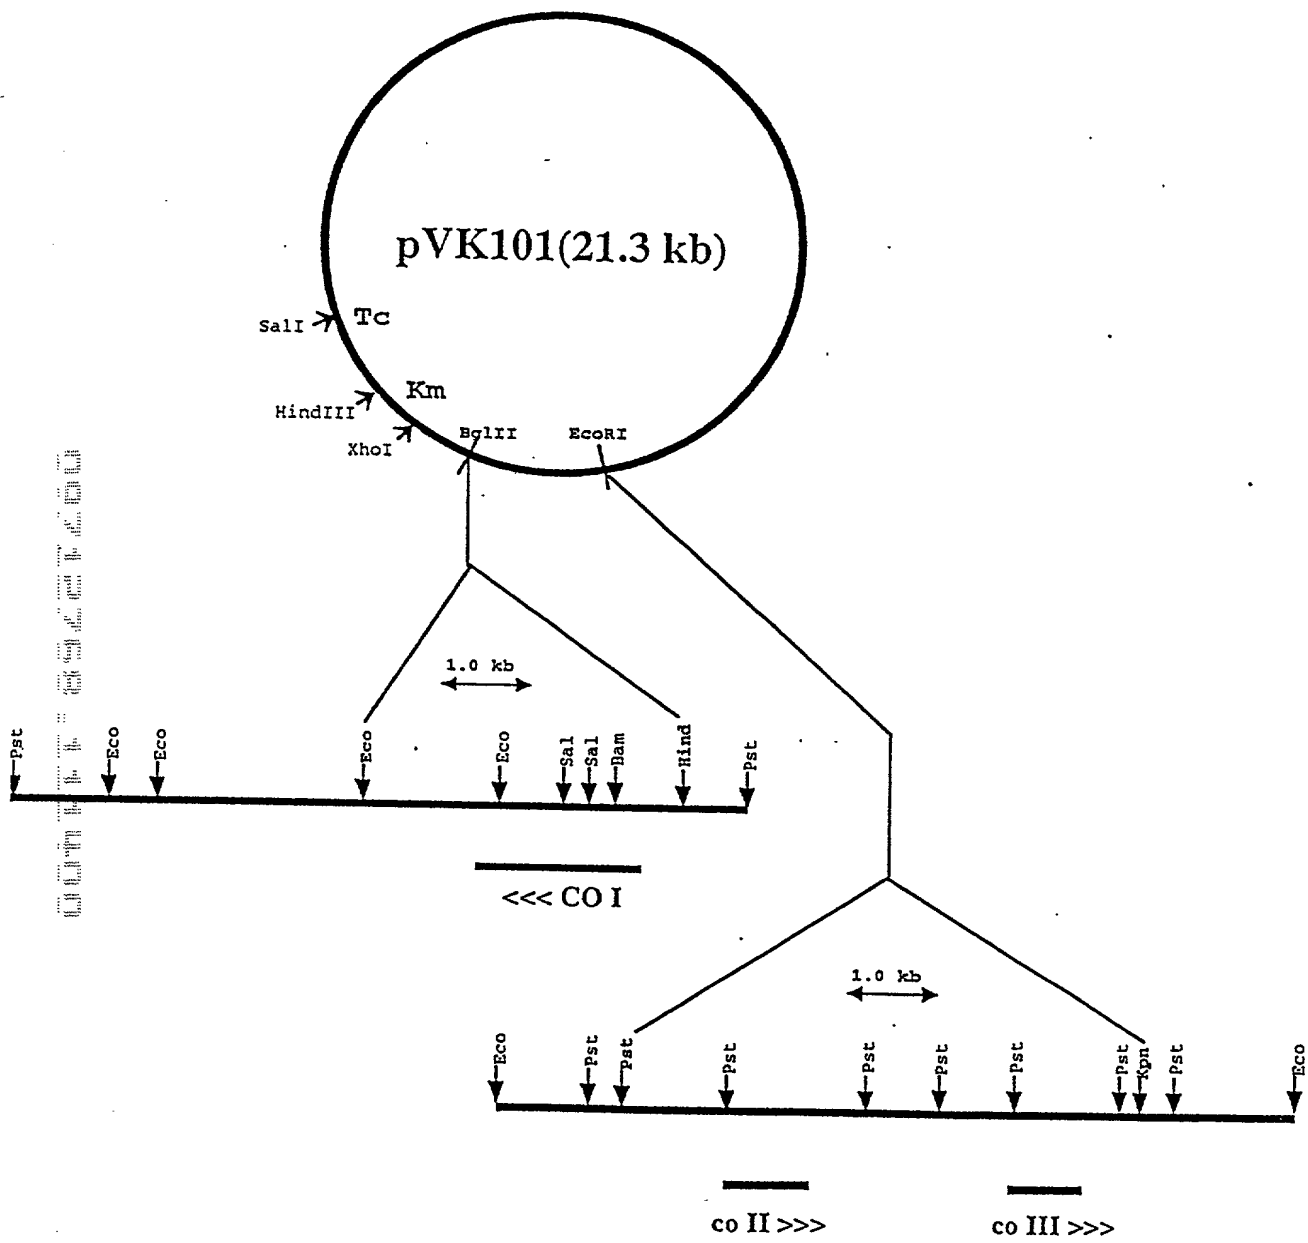 pVK101(21.3 kb)
SalI
Tc
Km
HindIII
XhoI
BglII
EcoRI
1.0 kb
Pst
Eco
Eco
Eco
Eco
Sal
Sal
Bam
Hind
Pst
<<< CO I
1.0 kb
Eco
Pst
Pst
Pst
Pst
Pst
Pst
Pst
Kpn
Pst
Eco
co II >>>
co III >>>